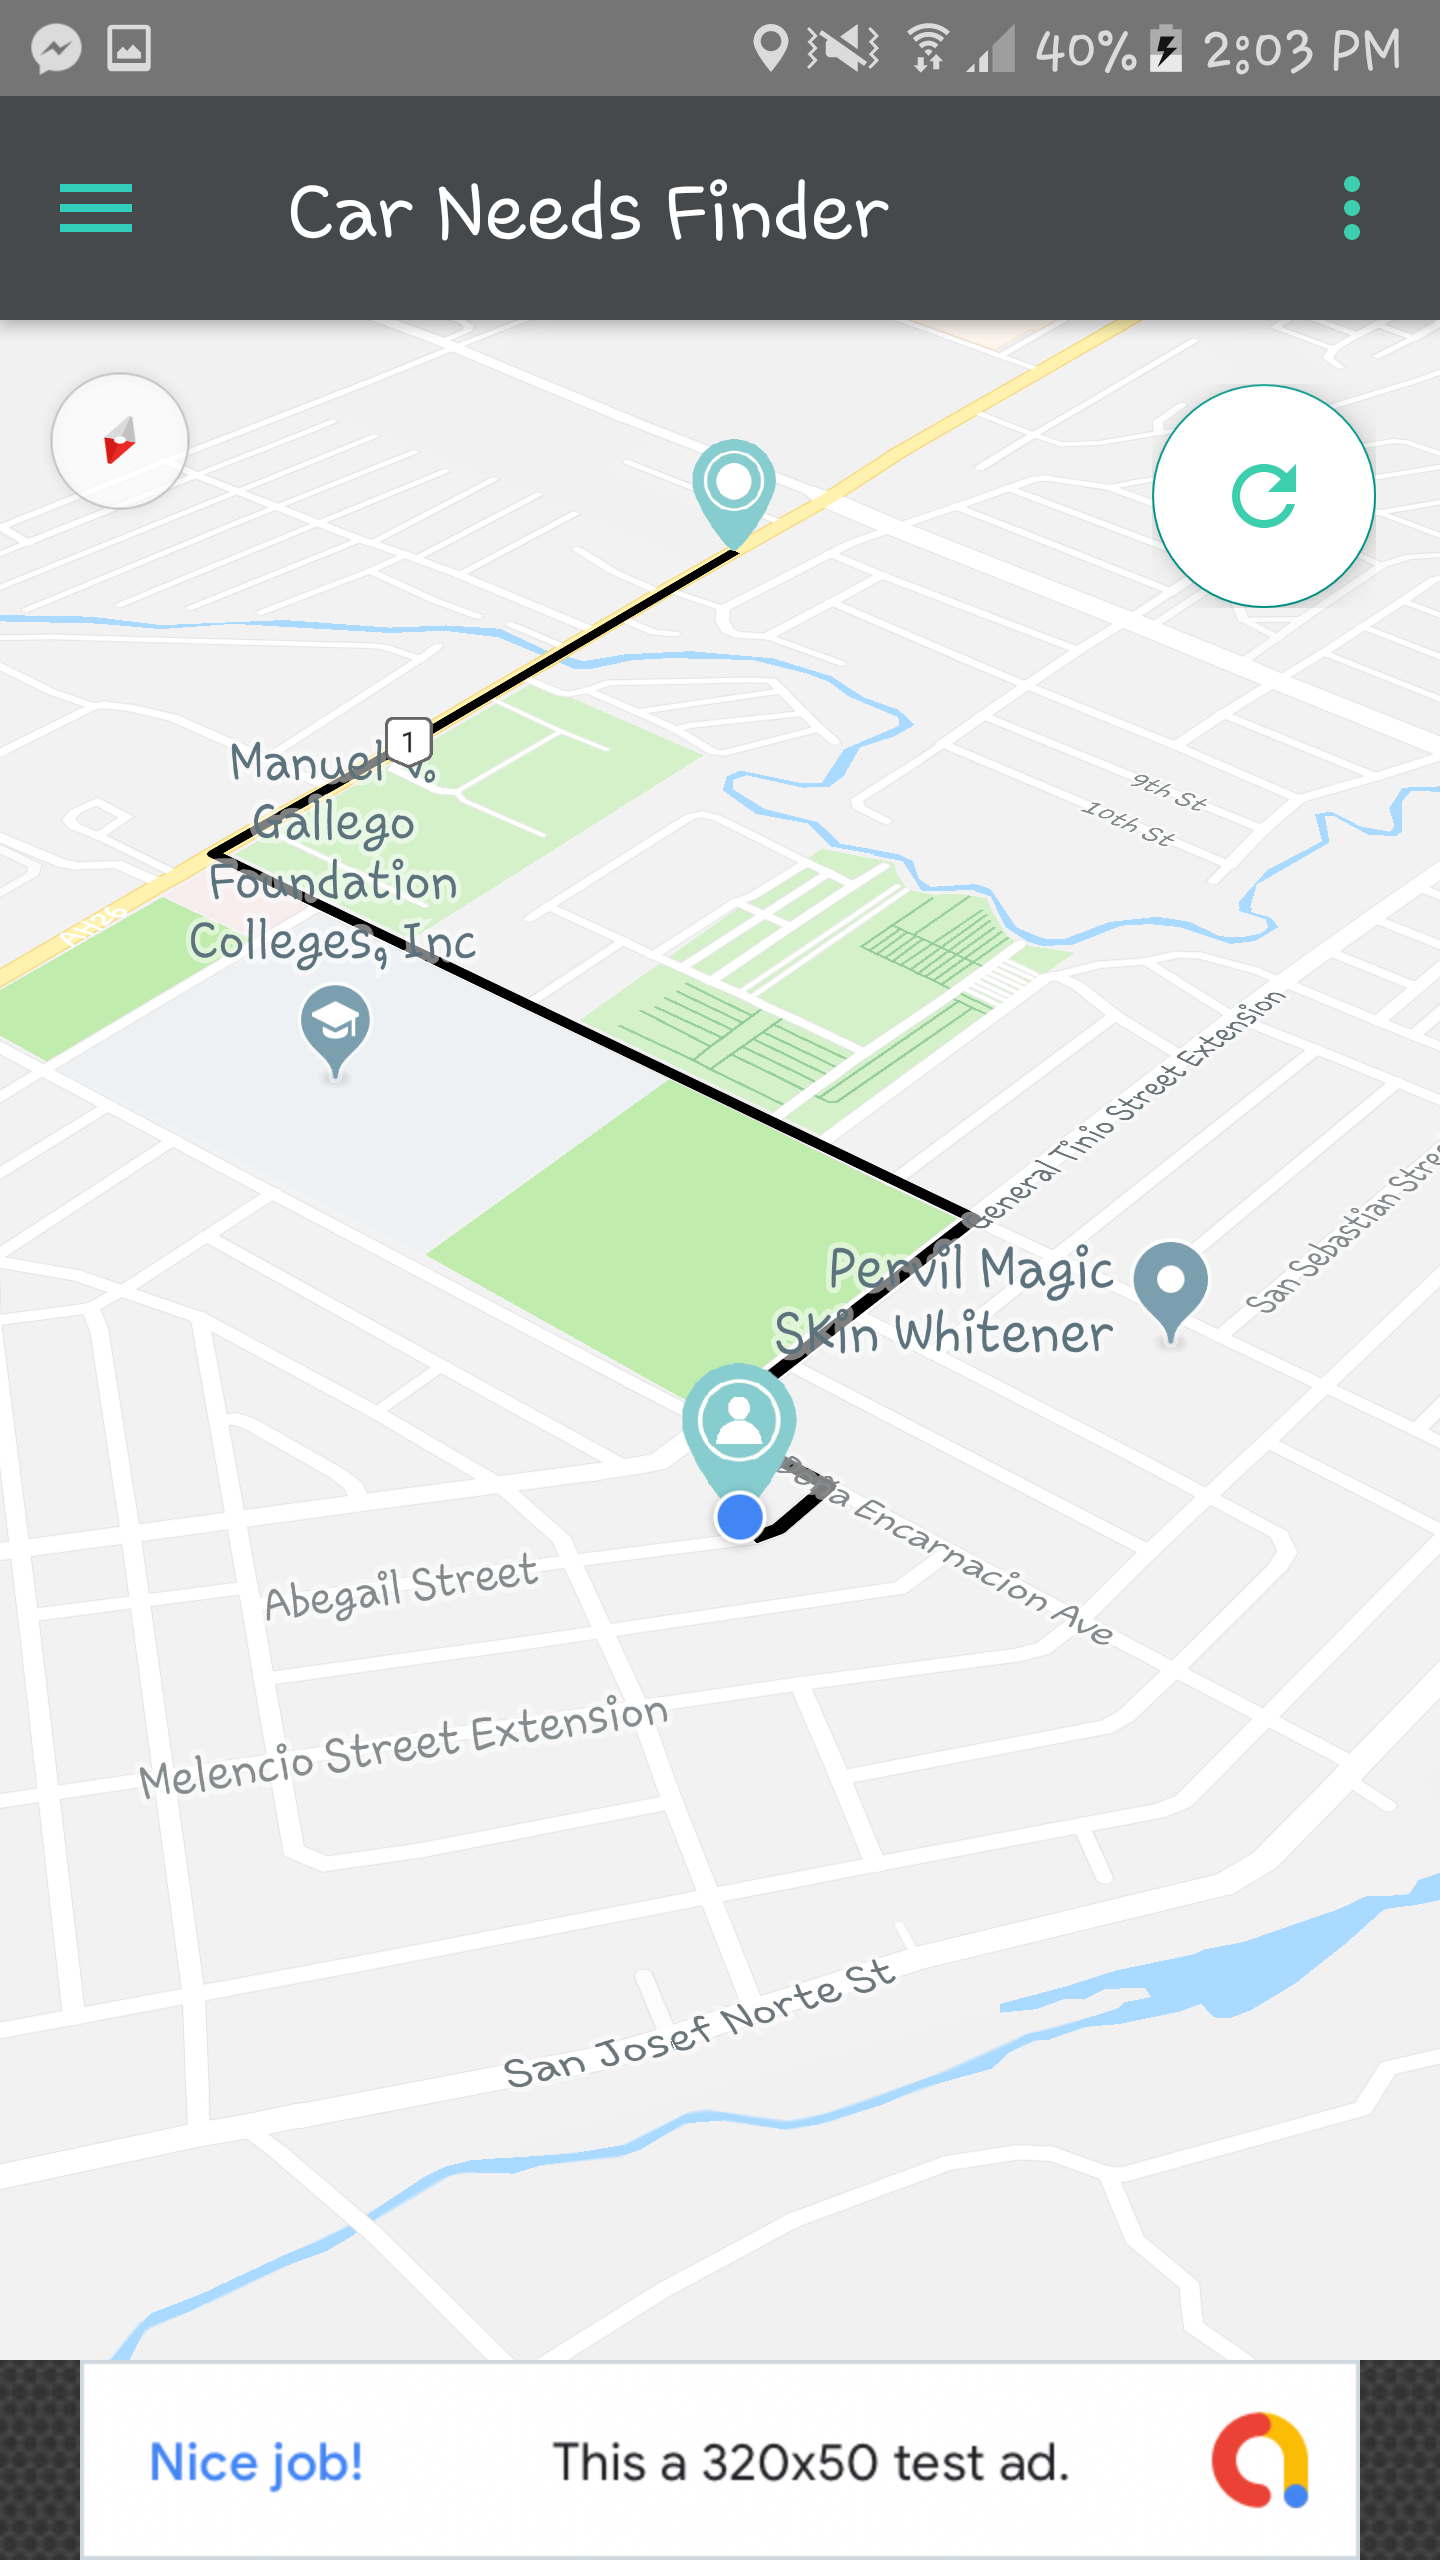 40% 2:03 PM
Car Needs Finder
1
Manuel V.
Gallego
Foundation
Colleges, Inc
AH26
9th St
10th St
General Tinio Street Extension
San Sebastian Stree
Pervil Magic
Skin Whitener
Encarnacion Ave
Abegail Street
Melencio Street Extension
San Josef Norte St
Nice job!
This a 320x50 test ad.